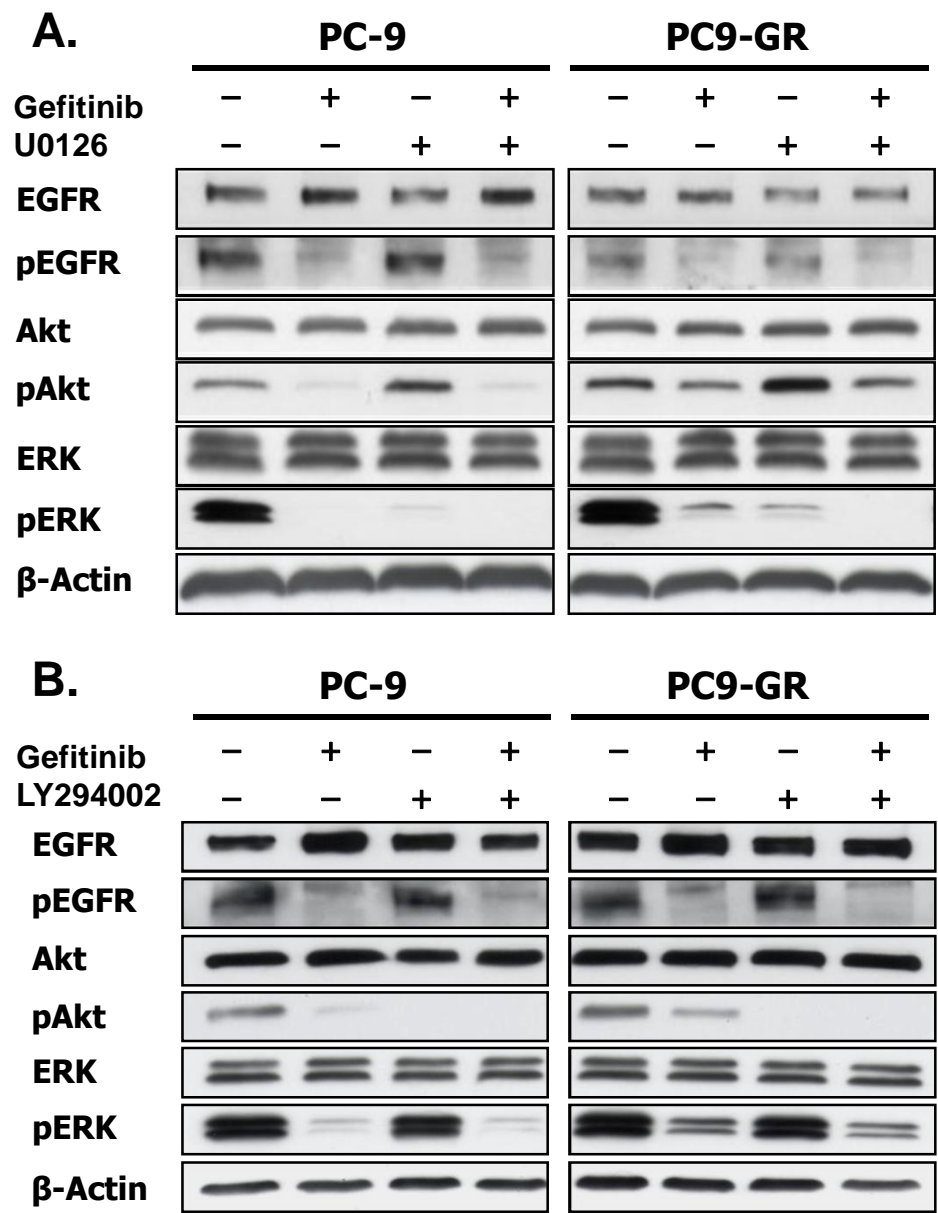 A.
PC-9 PC9-GR
Gefitinib − + − + − + − +
U0126 − − + + − − + +
EGFR
pEGFR
Akt
pAkt
ERK
pERK
β-Actin
B.
PC-9 PC9-GR
Gefitinib − + − + − + − +
LY294002 − − + + − − + +
EGFR
pEGFR
Akt
pAkt
ERK
pERK
β-Actin